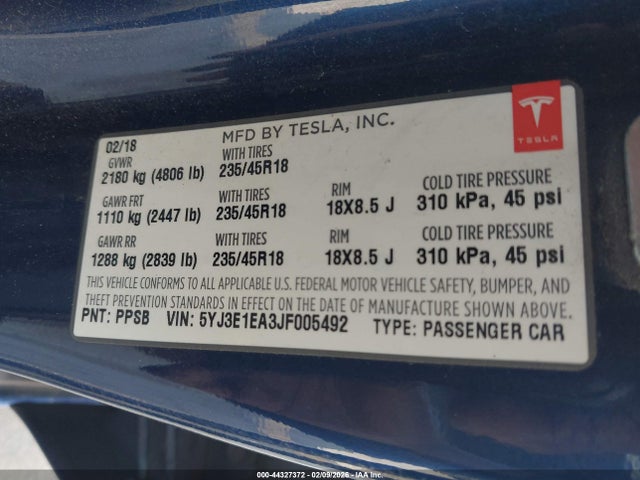 02/18 MFD BY TESLA, INC.
GVWR WITH TIRES
2180 kg (4806 lb) 235/45R18
GAWR FRT WITH TIRES RIM COLD TIRE PRESSURE
1110 kg (2447 lb) 235/45R18 18X8.5 J 310 kPa, 45 psi
GAWR RR WITH TIRES RIM COLD TIRE PRESSURE
1288 kg (2839 lb) 235/45R18 18X8.5 J 310 kPa, 45 psi
THIS VEHICLE CONFORMS TO ALL APPLICABLE U.S. FEDERAL MOTOR VEHICLE SAFETY, BUMPER, AND
THEFT PREVENTION STANDARDS IN EFFECT ON THE DATE OF MANUFACTURE SHOWN ABOVE.
PNT: PPSB VIN: 5YJ3E1EA3JF005492 TYPE: PASSENGER CAR
TESLA
000-44327372 - 02/09/2026 - IAA Inc.